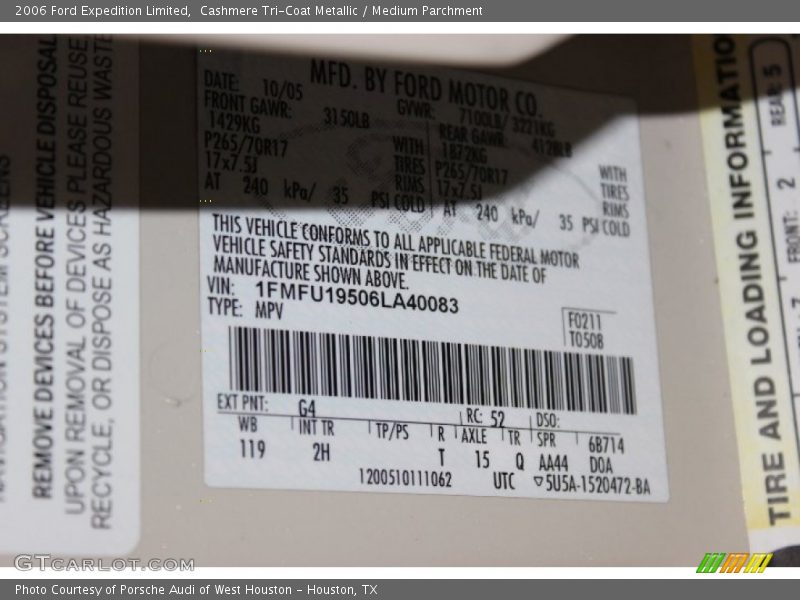 2006 Ford Expedition Limited, Cashmere Tri-Coat Metallic / Medium Parchment
REMOVE DEVICES BEFORE VEHICLE DISPOSAL
UPON REMOVAL OF DEVICES PLEASE REUSE,
RECYCLE, OR DISPOSE AS HAZARDOUS WASTE
MFD. BY FORD MOTOR CO.
DATE: 10/05 GVWR: 7100LB/ 3221KG
FRONT GAWR: 3150LB REAR GAWR: 4128LB
1429KG WITH 1872KG WITH
P265/70R17 TIRES P265/70R17 TIRES
17x7.5J RIMS 17x7.5J RIMS
AT 240 kPa/ 35 PSI COLD AT 240 kPa/ 35 PSI COLD
THIS VEHICLE CONFORMS TO ALL APPLICABLE FEDERAL MOTOR
VEHICLE SAFETY STANDARDS IN EFFECT ON THE DATE OF
MANUFACTURE SHOWN ABOVE.
VIN: 1FMFU19506LA40083
TYPE: MPV
F0211
T0508
EXT PNT: G4 RC: 52 DSO:
WB INT TR TP/PS R AXLE TR SPR 6B714
119 2H T 15 Q AA44 DOA
1200510111062 UTC ▽5U5A-1520472-BA
TIRE AND LOADING INFORMATIO
REAR: 5
FRONT: 2
GTCARLOT.COM
Photo Courtesy of Porsche Audi of West Houston - Houston, TX